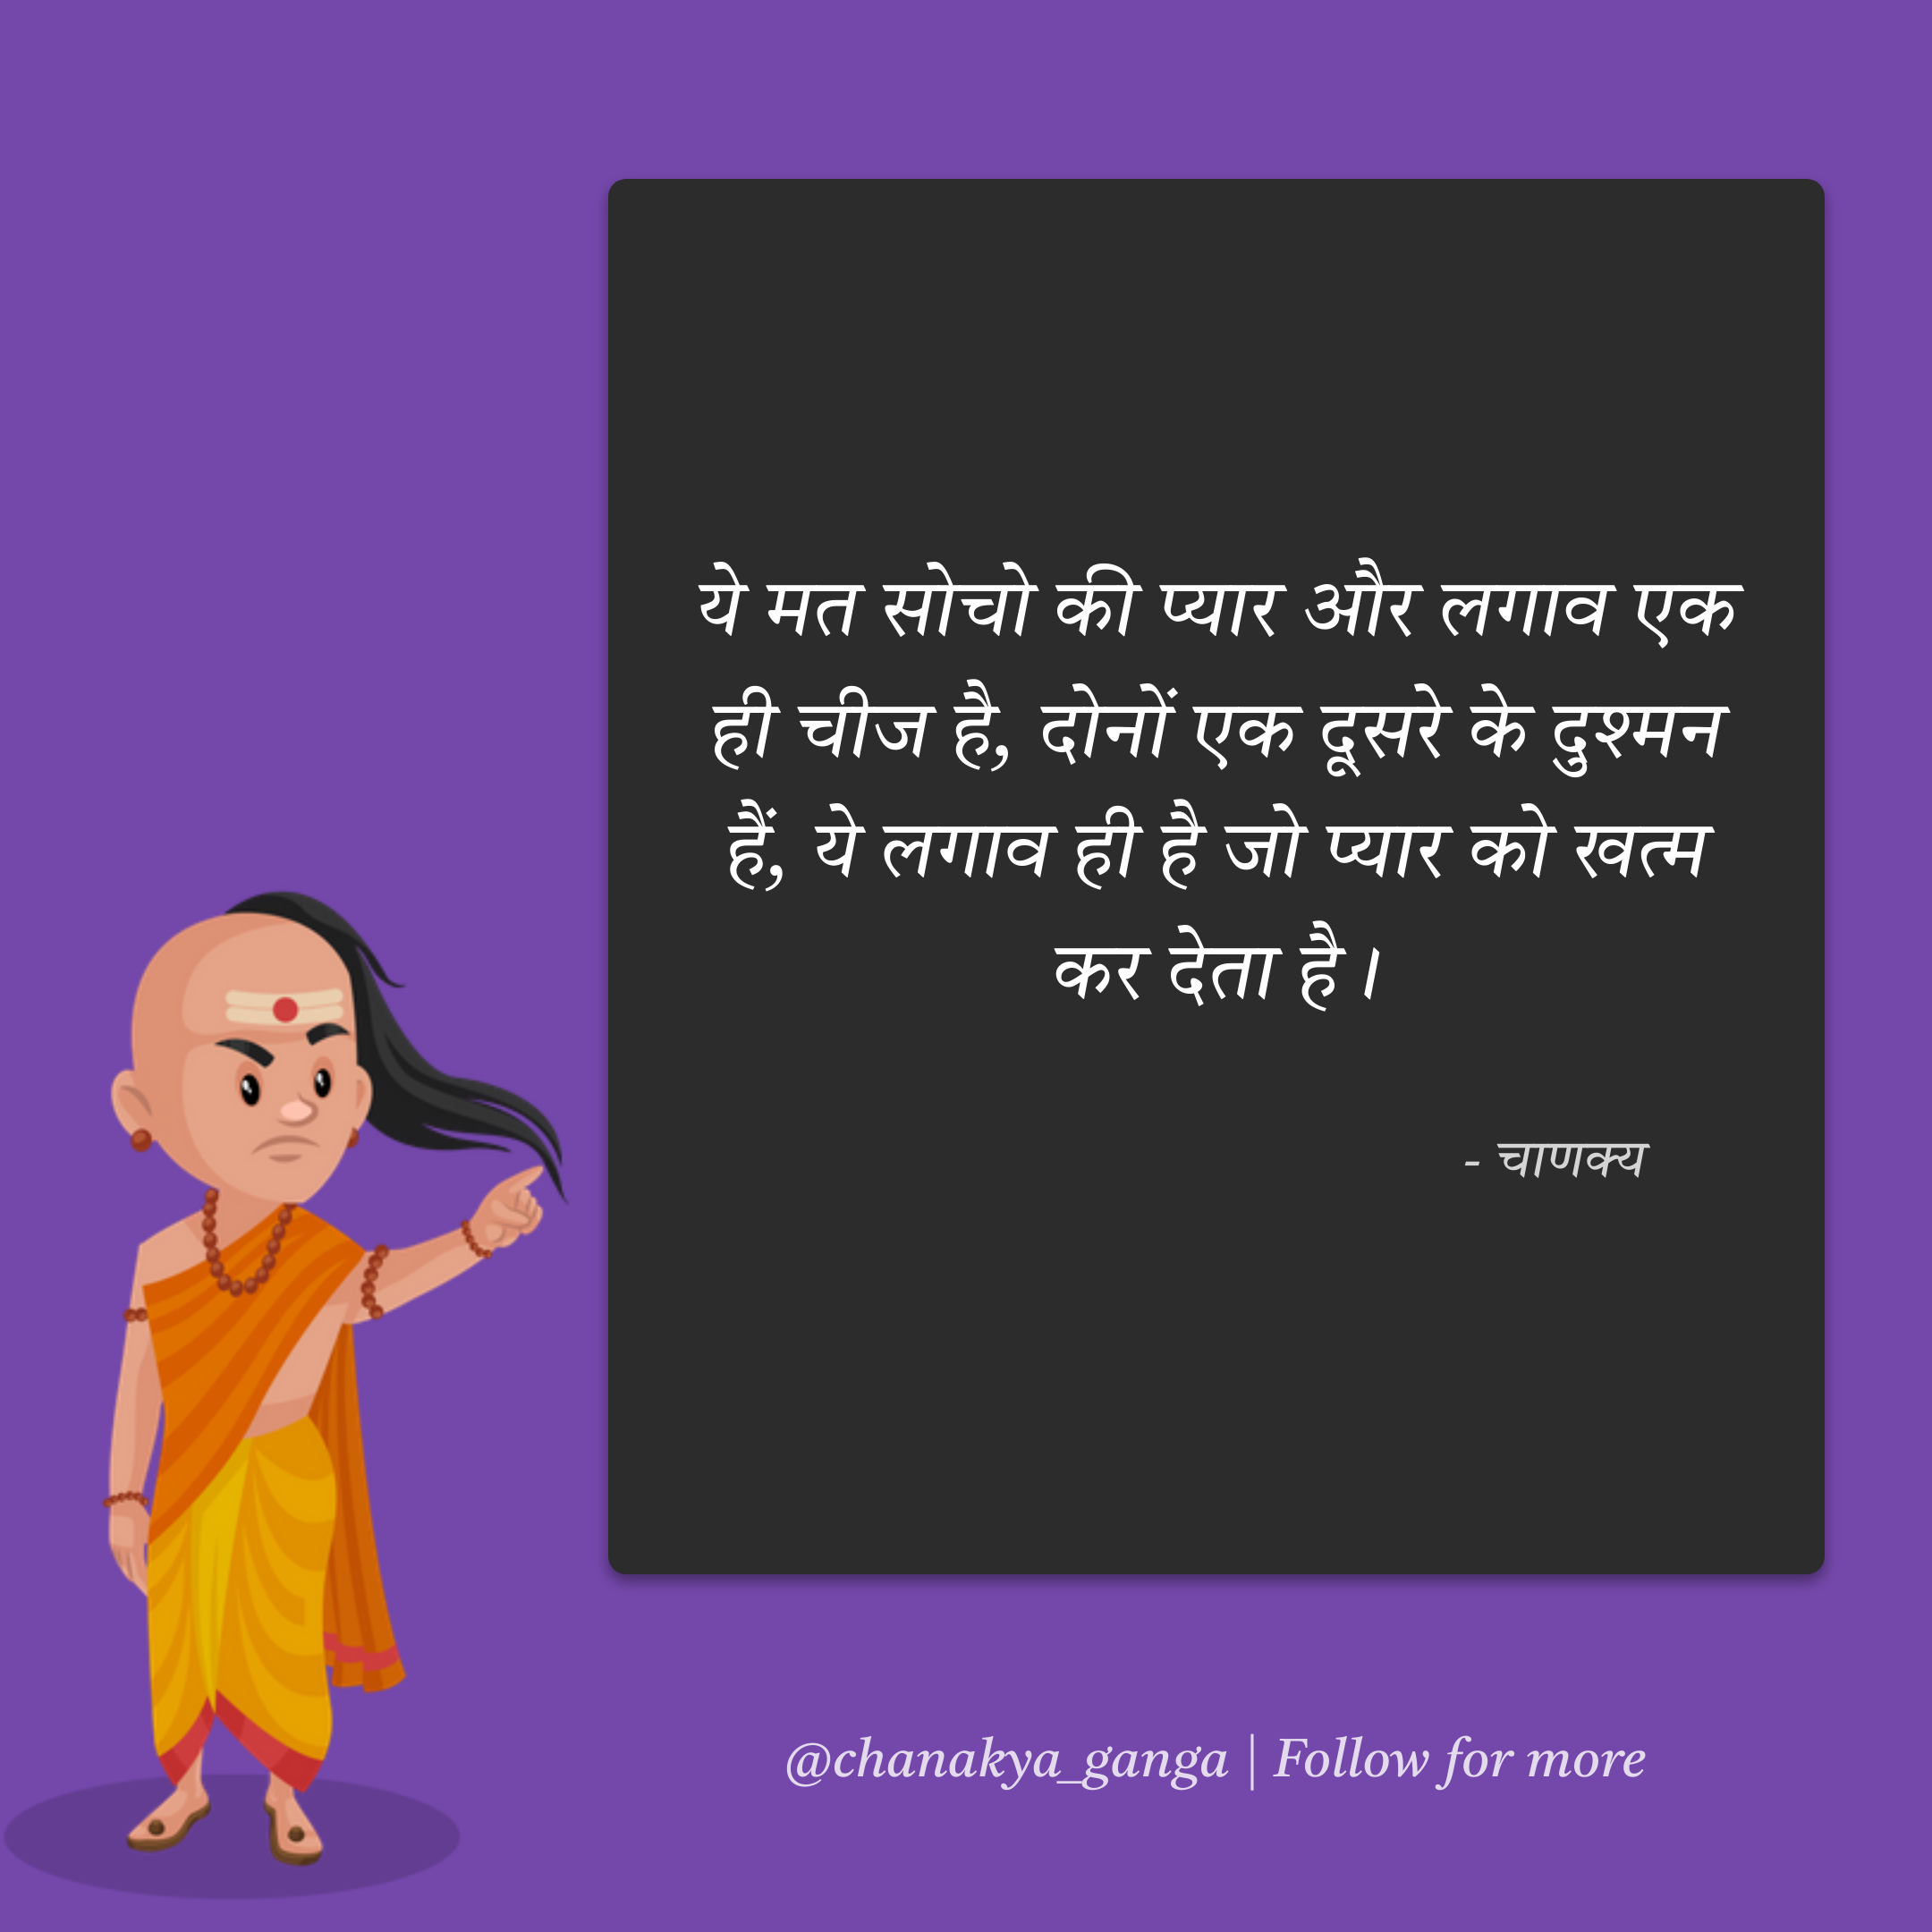 ये मत सोचो की प्यार और लगाव एक
ही चीज है, दोनों एक दूसरे के दुश्मन
हैं, ये लगाव ही है जो प्यार को खत्म
कर देता है।
- चाणक्य
@chanakya_ganga | Follow for more